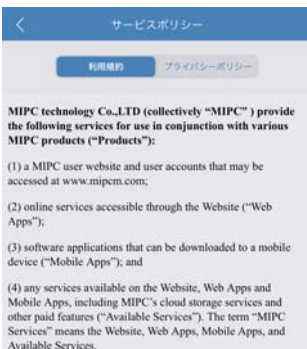 サービスポリシー
利用規約
プライバシーポリシー
MIPC technology Co.,LTD (collectively “MIPC” ) provide
the following services for use in conjunction with various
MIPC products (“Products”):
(1) a MIPC user website and user accounts that may be
accessed at www.mipcm.com;
(2) online services accessible through the Website (“Web
Apps”);
(3) software applications that can be downloaded to a mobile
device (“Mobile Apps”); and
(4) any services available on the Website, Web Apps and
Mobile Apps, including MIPC’s cloud storage services and
other paid features (“Available Services”). The term “MIPC
Services” means the Website, Web Apps, Mobile Apps, and
Available Services.